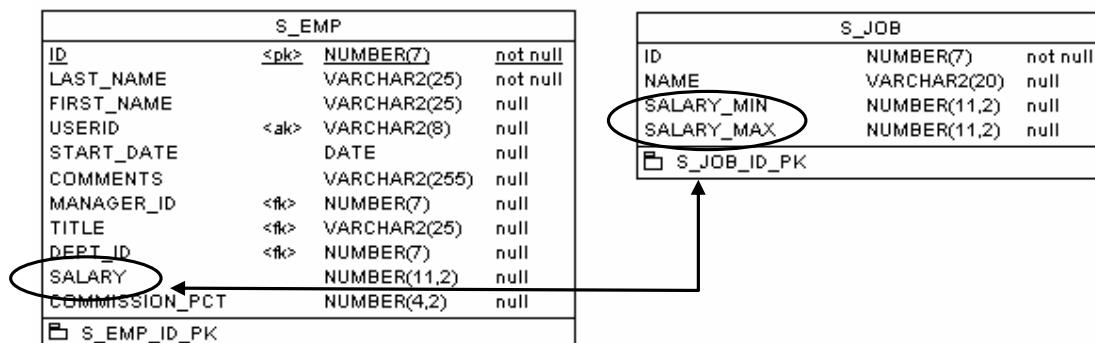 S_EMP
ID <pk> NUMBER(7) not null
LAST_NAME VARCHAR2(25) not null
FIRST_NAME VARCHAR2(25) null
USERID <ak> VARCHAR2(8) null
START_DATE DATE null
COMMENTS VARCHAR2(255) null
MANAGER_ID <fk> NUMBER(7) null
TITLE <fk> VARCHAR2(25) null
DEPT_ID <fk> NUMBER(7) null
SALARY NUMBER(11,2) null
COMMISSION_PCT NUMBER(4,2) null
S_EMP_ID_PK
S_JOB
ID NUMBER(7) not null
NAME VARCHAR2(20) null
SALARY_MIN NUMBER(11,2) null
SALARY_MAX NUMBER(11,2) null
S_JOB_ID_PK